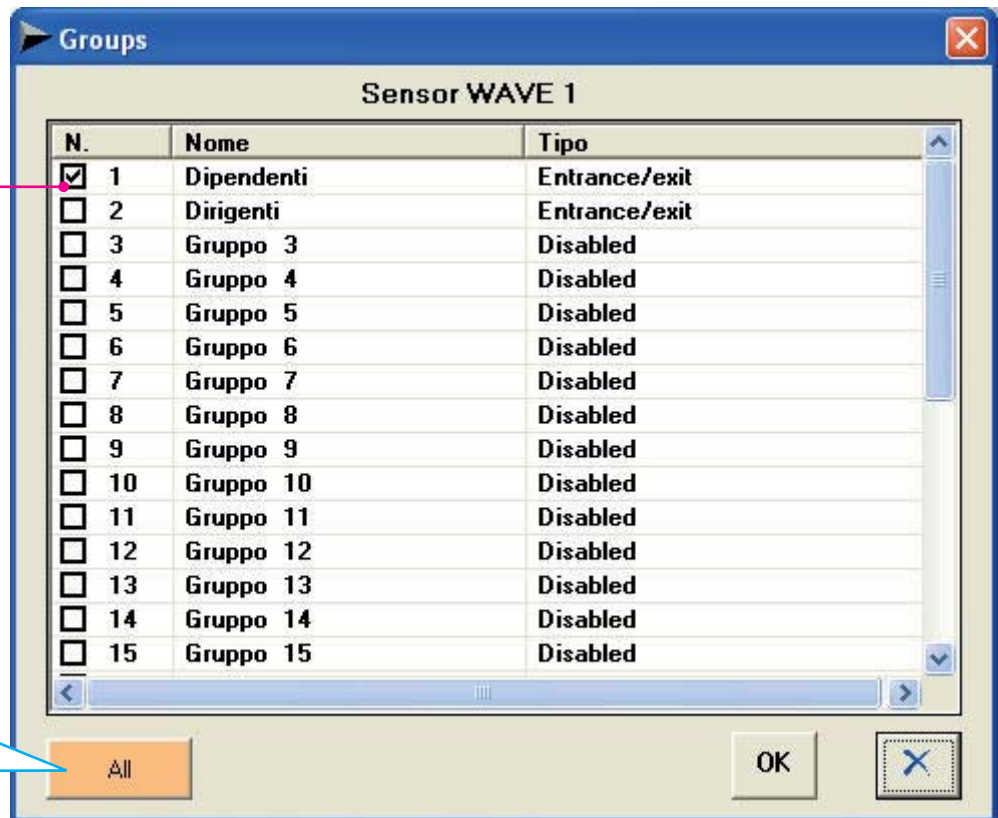 Groups
Sensor WAVE 1
N. Nome Tipo
1 Dipendenti Entrance/exit
2 Dirigenti Entrance/exit
3 Gruppo 3 Disabled
4 Gruppo 4 Disabled
5 Gruppo 5 Disabled
6 Gruppo 6 Disabled
7 Gruppo 7 Disabled
8 Gruppo 8 Disabled
9 Gruppo 9 Disabled
10 Gruppo 10 Disabled
11 Gruppo 11 Disabled
12 Gruppo 12 Disabled
13 Gruppo 13 Disabled
14 Gruppo 14 Disabled
15 Gruppo 15 Disabled
All OK